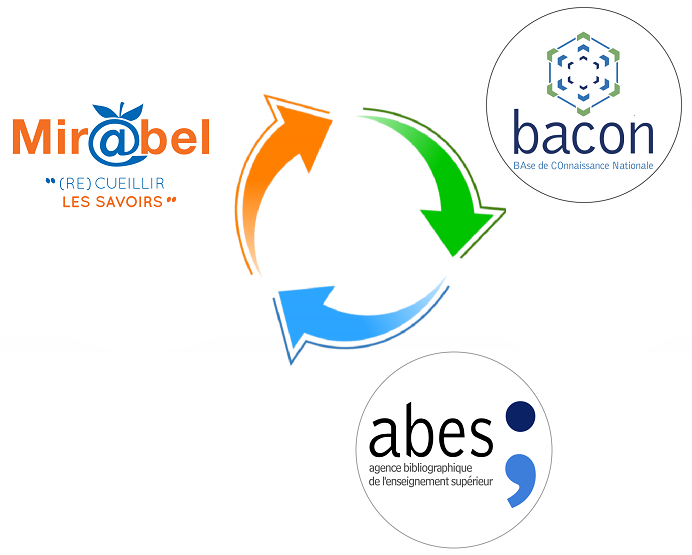 Mir@bel
“(RE)CUEILLIR
LES SAVOIRS”
bacon
BAse de COnnaissance Nationale
abes
agence bibliographique
de l'enseignement supérieur